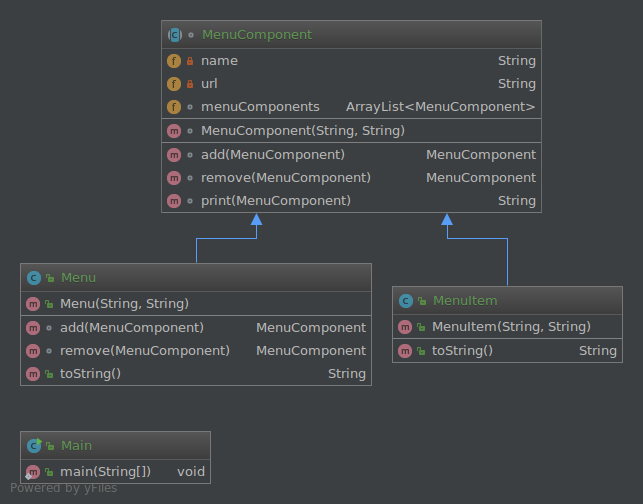 MenuComponent
name String
url String
menuComponents ArrayList<MenuComponent>
MenuComponent(String, String)
add(MenuComponent) MenuComponent
remove(MenuComponent) MenuComponent
print(MenuComponent) String
Menu
Menu(String, String)
add(MenuComponent) MenuComponent
remove(MenuComponent) MenuComponent
toString() String
MenuItem
MenuItem(String, String)
toString() String
Main
main(String[]) void
Powered by yFiles